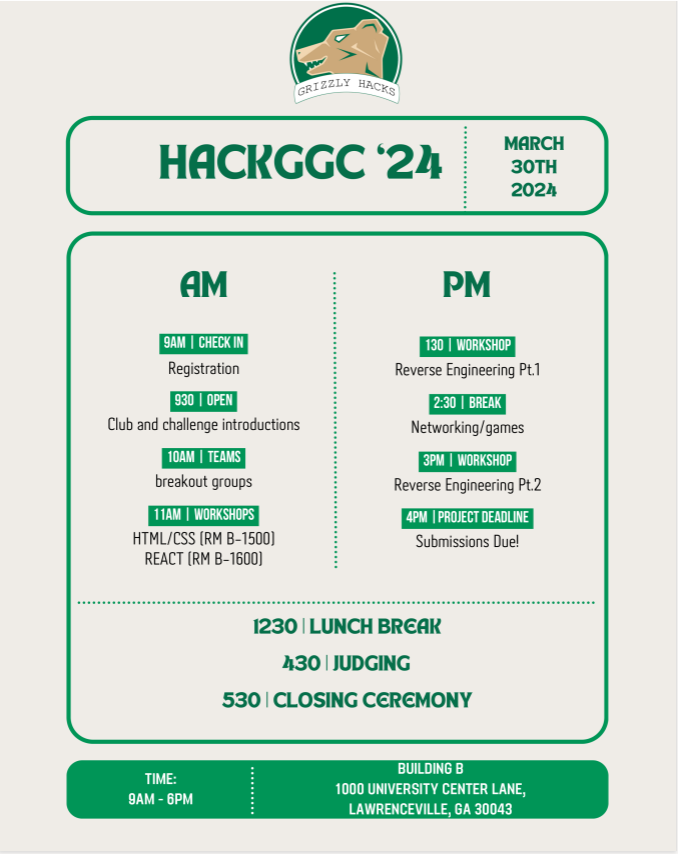 GRIZZLY HACKS
HACKGGC ‘24
MARCH
30TH
2024
AM
9AM | CHECK IN
Registration
930 | OPEN
Club and challenge introductions
10AM | TEAMS
breakout groups
11AM | WORKSHOPS
HTML/CSS (RM B-1500)
REACT (RM B-1600)
PM
130 | WORKSHOP
Reverse Engineering Pt.1
2:30 | BREAK
Networking/games
3PM | WORKSHOP
Reverse Engineering Pt.2
4PM | PROJECT DEADLINE
Submissions Due!
1230 | LUNCH BREAK
430 | JUDGING
530 | CLOSING CEREMONY
TIME:
9AM - 6PM
BUILDING B
1000 UNIVERSITY CENTER LANE,
LAWRENCEVILLE, GA 30043